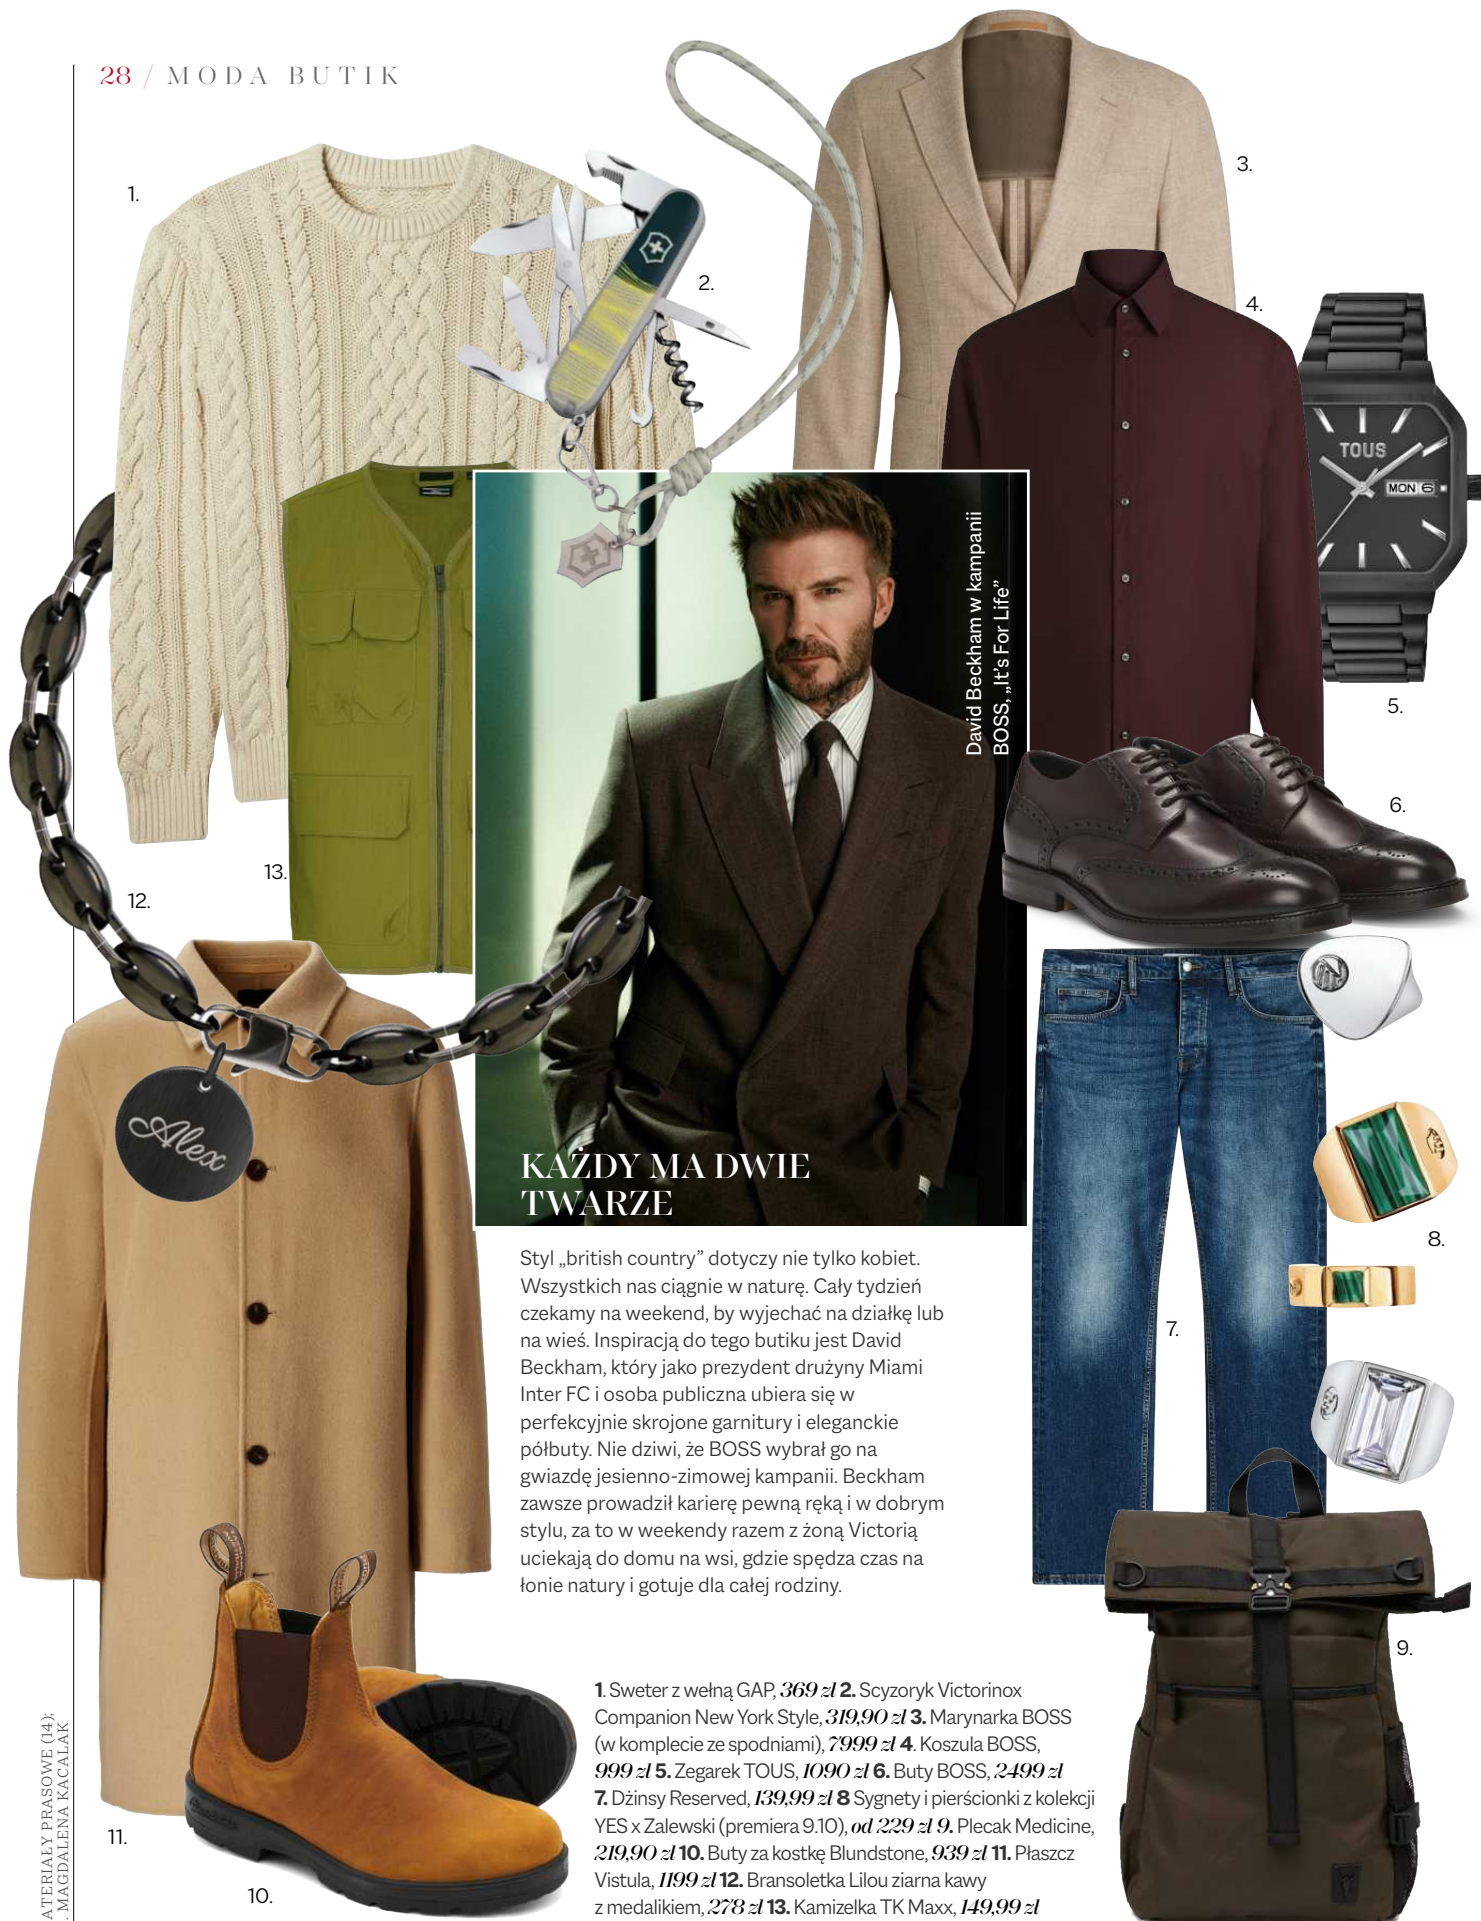 28 / MODA BUTIK
1.
2.
3.
4.
TOUS
MON 6
5.
6.
David Beckham w kampanii
BOSS, „It’s For Life”
13.
12.
Alex
KAŻDY MA DWIE
TWARZE
Styl „british country” dotyczy nie tylko kobiet.
Wszystkich nas ciągnie w naturę. Cały tydzień
czekamy na weekend, by wyjechać na działkę lub
na wieś. Inspiracją do tego butiku jest David
Beckham, który jako prezydent drużyny Miami
Inter FC i osoba publiczna ubiera się w
perfekcyjnie skrojone garnitury i eleganckie
półbuty. Nie dziwi, że BOSS wybrał go na
gwiazdę jesienno-zimowej kampanii. Beckham
zawsze prowadził karierę pewną ręką i w dobrym
stylu, za to w weekendy razem z żoną Victorią
uciekają do domu na wsi, gdzie spędza czas na
łonie natury i gotuje dla całej rodziny.
7.
8.
9.
10.
11.
1. Sweter z wełną GAP, 369 zł 2. Scyzoryk Victorinox
Companion New York Style, 319,90 zł 3. Marynarka BOSS
(w komplecie ze spodniami), 7999 zł 4. Koszula BOSS,
999 zł 5. Zegarek TOUS, 1090 zł 6. Buty BOSS, 2499 zł
7. Dżinsy Reserved, 139,99 zł 8 Sygnety i pierścionki z kolekcji
YES x Zalewski (premiera 9.10), od 229 zł 9. Plecak Medicine,
219,90 zł 10. Buty za kostkę Blundstone, 939 zł 11. Płaszcz
Vistula, 1199 zł 12. Bransoletka Lilou ziarna kawy
z medalikiem, 278 zł 13. Kamizelka TK Maxx, 149,99 zł
ATERIAŁY PRASOWE (14);
. MAGDALENA KACALAK